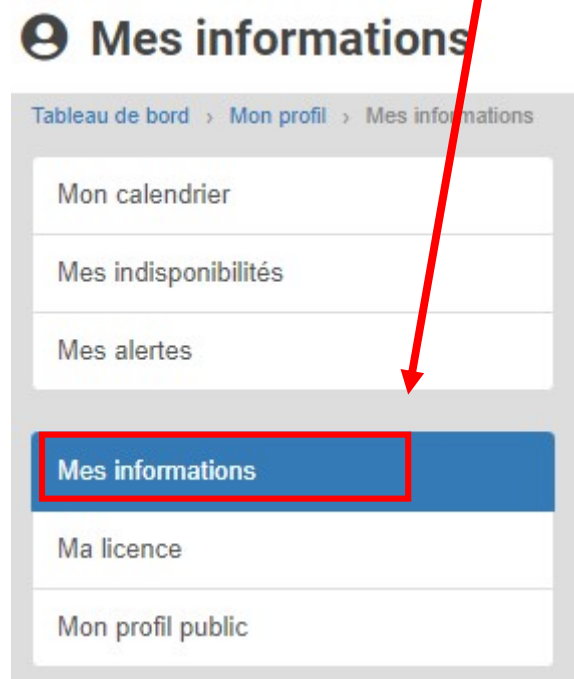 Mes informations
Tableau de bord › Mon profil › Mes informations
Mon calendrier
Mes indisponibilités
Mes alertes
Mes informations
Ma licence
Mon profil public